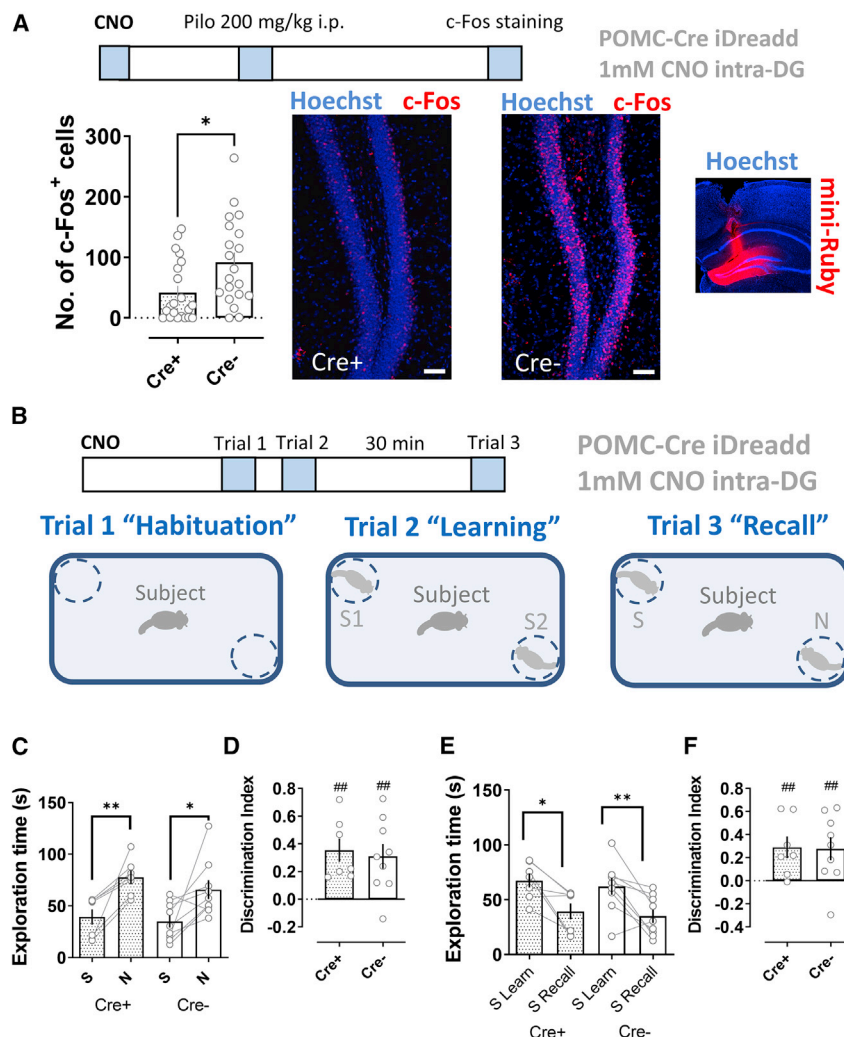 A
CNO
Pilo 200 mg/kg i.p.
c-Fos staining
POMC-Cre iDreadd
1mM CNO intra-DG
No. of c-Fos+ cells
300
200
100
0
*
Cre+
Cre-
Hoechst c-Fos
Cre+
Hoechst c-Fos
Cre-
Hoechst
mini-Ruby
B
CNO
Trial 1
Trial 2
30 min
Trial 3
POMC-Cre iDreadd
1mM CNO intra-DG
Trial 1 “Habituation”
Trial 2 “Learning”
Trial 3 “Recall”
Subject
Subject
S1
S2
Subject
S
N
C
Exploration time (s)
150
100
50
0
**
*
S
N
S
N
Cre+
Cre-
D
Discrimination Index
0.8
0.6
0.4
0.2
-0.0
-0.2
##
##
Cre+
Cre-
E
Exploration time (s)
150
100
50
0
*
**
S Learn
S Recall
S Learn
S Recall
Cre+
Cre-
F
Discrimination Index
0.8
0.6
0.4
0.2
-0.0
-0.2
-0.4
##
##
Cre+
Cre-